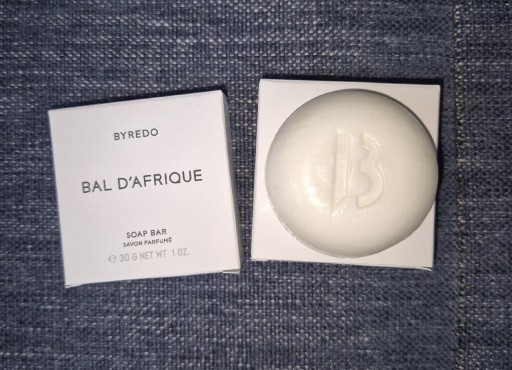 BYREDO
BAL D'AFRIQUE
SOAP BAR
SAVON PARFUMÉ
℮ 30 G NET WT 1 OZ.
B